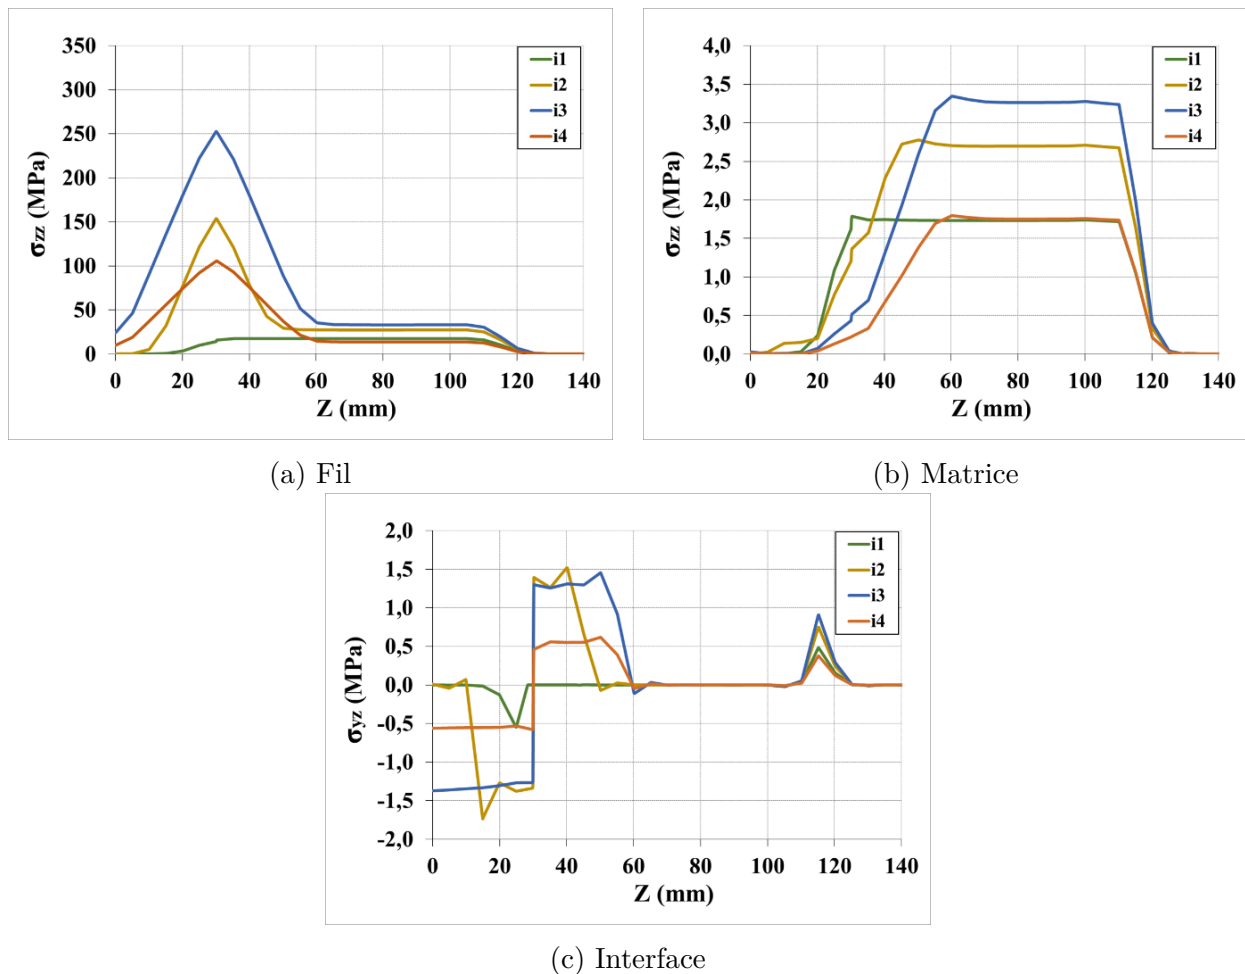 350
300
250
200
150
100
50
0
σzz (MPa)
0 20 40 60 80 100 120 140
Z (mm)
i1
i2
i3
i4
(a) Fil
4,0
3,5
3,0
2,5
2,0
1,5
1,0
0,5
0,0
σzz (MPa)
0 20 40 60 80 100 120 140
Z (mm)
i1
i2
i3
i4
(b) Matrice
2,0
1,5
1,0
0,5
0,0
-0,5
-1,0
-1,5
-2,0
σyz (MPa)
0 20 40 60 80 100 120 140
Z (mm)
i1
i2
i3
i4
(c) Interface